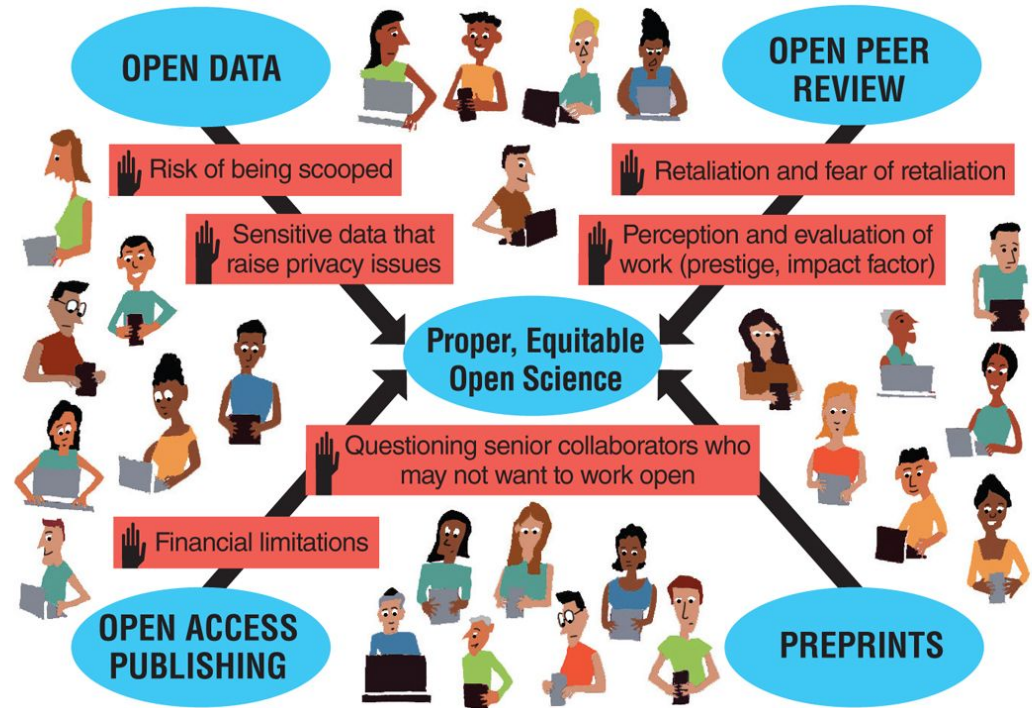 OPEN DATA
OPEN PEER
REVIEW
Risk of being scooped
Retaliation and fear of retaliation
Sensitive data that
raise privacy issues
Perception and evaluation of
work (prestige, impact factor)
Proper, Equitable
Open Science
Questioning senior collaborators who
may not want to work open
Financial limitations
OPEN ACCESS
PUBLISHING
PREPRINTS